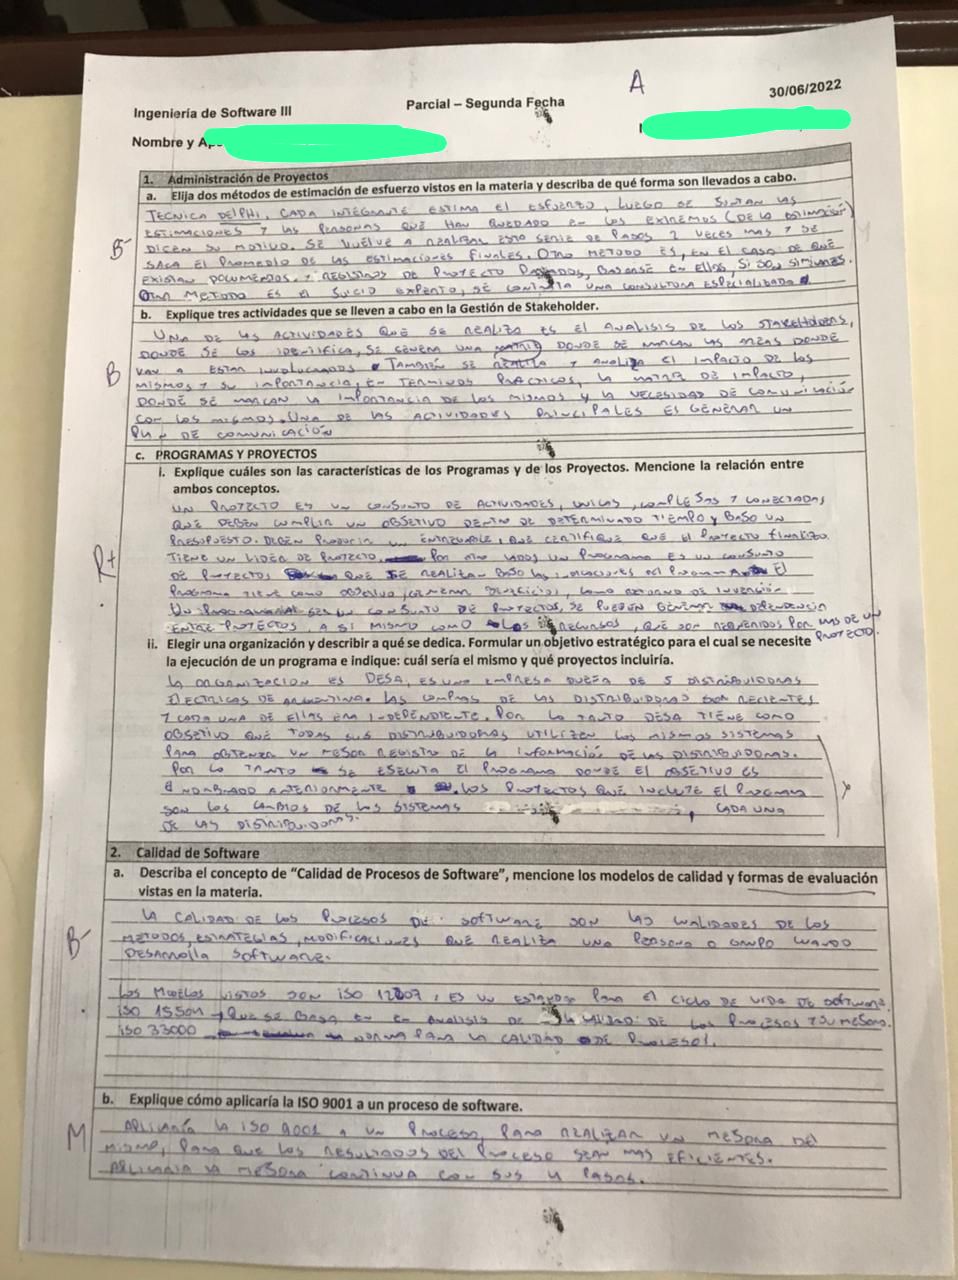 A
30/06/2022
Ingeniería de Software III
Parcial – Segunda Fecha
Nombre y Ap
1. Administración de Proyectos
a. Elija dos métodos de estimación de esfuerzo vistos en la materia y describa de qué forma son llevados a cabo.
TECNICA DELPHI, CADA INTEGRANTE ESTIMA EL ESFUERZO, LUEGO SE JUNTAN LAS
ESTIMACIONES Y LAS PERSONAS QUE HAN QUEDADO EN LOS EXTREMOS (DE LA ESTIMACIÓN)
B- DICEN SU MOTIVO. SE VUELVE A REALIZAR ESTA SERIE DE PASOS 2 VECES MAS Y SE
SACA EL PROMEDIO DE LAS ESTIMACIONES FINALES. OTRO METODO ES, EN EL CASO DE QUE
EXISTAN DOCUMENTOS Y REGISTROS DE PROYECTO PASADOS, BASARSE EN ELLOS, SI SON SIMILARES.
OTRO METODO ES EL JUICIO EXPERTO, SE CONTRATA UNA CONSULTORA ESPECIALIZADA.
b. Explique tres actividades que se lleven a cabo en la Gestión de Stakeholder.
UNA DE LAS ACTIVIDADES QUE SE REALIZA ES EL ANALISIS DE LOS STAKEHOLDERS,
DONDE SE LOS IDENTIFICA, SE GENERA UNA MATRIZ DONDE SE MARCAN LAS AREAS DONDE
B VAN A ESTAR INVOLUCRADOS. TAMBIÉN SE REALIZA Y ANALIZA EL IMPACTO DE LOS
MISMOS Y SU IMPORTANCIA, EN TERMINOS PRACTICOS, LA MATRIZ DE IMPACTO,
DONDE SE MARCAN LA IMPORTANCIA DE LOS MISMOS Y LA NECESIDAD DE COMUNICACIÓN
CON LOS MISMOS. UNA DE LAS ACTIVIDADES PRINCIPALES ES GENERAR UN
PLAN DE COMUNICACIÓN
c. PROGRAMAS Y PROYECTOS
i. Explique cuáles son las características de los Programas y de los Proyectos. Mencione la relación entre
ambos conceptos.
UN PROYECTO ES UN CONJUNTO DE ACTIVIDADES, UNICAS, COMPLEJAS Y CONECTADAS
QUE DEBEN CUMPLIR UN OBJETIVO DENTRO DE DETERMINADO TIEMPO Y BAJO UN
PRESUPUESTO. DEBEN PRODUCIR UN ENTREGABLE, QUE CERTIFIQUE QUE EL PROYECTO FINALIZO.
R+ TIENE UN LIDER DE PROYECTO. POR OTRO LADO, UN PROGRAMA ES UN CONJUNTO
DE PROYECTOS QUE SE REALIZAN BAJO LAS DEL PROGRAMA. EL
PROGRAMA TIENE COMO OBJETIVO, GENERAR BENEFICIOS, COMO RETORNO DE INVERSIÓN
UN PROGRAMA ES UN CONJUNTO DE PROYECTOS, SE PUEDEN GENERAR DEPENDENCIA
ENTRE PROYECTOS, A SI MISMO COMO LOS RECURSOS, QUE SON REQUERIDOS POR MAS DE UN
PROYECTO.
ii. Elegir una organización y describir a qué se dedica. Formular un objetivo estratégico para el cual se necesite
la ejecución de un programa e indique: cuál sería el mismo y qué proyectos incluiría.
LA ORGANIZACION ES DESA, ES UNA EMPRESA DUEÑA DE 5 DISTRIBUIDORAS
ELECTRICAS DE ARGENTINA. LAS COMPRAS DE LAS DISTRIBUIDORAS SON RECIENTES
Y CADA UNA DE ELLAS ERA INDEPENDIENTE. POR LO TANTO DESA TIENE COMO
OBJETIVO QUE TODAS SUS DISTRIBUIDORAS UTILIZEN LOS MISMOS SISTEMAS
PARA OBTENER UN MEJOR REGISTRO DE LA INFORMACIÓN DE LAS DISTRIBUIDORAS.
POR LO TANTO SE EJECUTA EL PROGRAMA DONDE EL OBJETIVO ES
EL NOMBRADO ANTERIORMENTE. LOS PROYECTOS QUE INCLUYE EL PROGRAMA
SON LOS CAMBIOS DE LOS SISTEMAS , CADA UNA
DE LAS DISTRIBUIDORAS.
2. Calidad de Software
a. Describa el concepto de "Calidad de Procesos de Software", mencione los modelos de calidad y formas de evaluación
vistas en la materia.
LA CALIDAD DE LOS PROCESOS DE SOFTWARE SON LAS CUALIDADES DE LOS
B- METODOS, ESTRATEGIAS, MODIFICACIONES QUE REALIZA UNA PERSONA O GRUPO CUANDO
DESARROLLA SOFTWARE.
LOS MODELOS VISTOS SON ISO 12207, ES UN ESTANDAR PARA EL CICLO DE VIDA DE SOFTWARE
ISO 15504, QUE SE BASA EN EN ANALISIS DE LA CALIDAD DE LOS PROCESOS Y SU MEJORA.
ISO 33000 NORMA PARA LA CALIDAD DE PROCESOS.
b. Explique cómo aplicaría la ISO 9001 a un proceso de software.
M APLICARÍA LA ISO 9001 A UN PROCESO, PARA REALIZAR UN MEJORA DEL
MISMO, PARA QUE LOS RESULTADOS DEL PROCESO SEAN MAS EFICIENTES.
APLICARIA LA MEJORA CONTINUA CON SUS 4 PASOS.